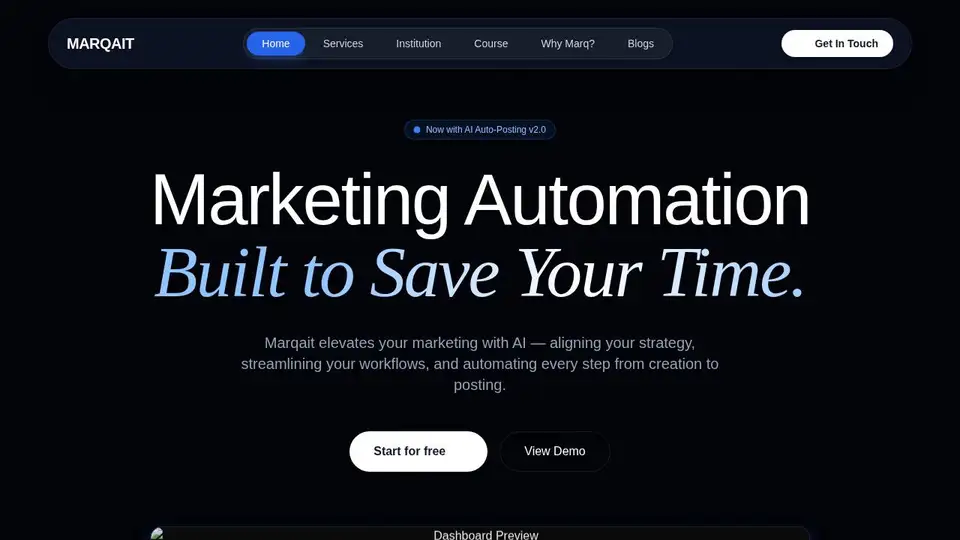 MARQAIT
Home Services Institution Course Why Marq? Blogs
Get In Touch
Now with AI Auto-Posting v2.0
Marketing Automation
Built to Save Your Time.
Marqait elevates your marketing with AI — aligning your strategy,
streamlining your workflows, and automating every step from creation to
posting.
Start for free
View Demo
Dashboard Preview